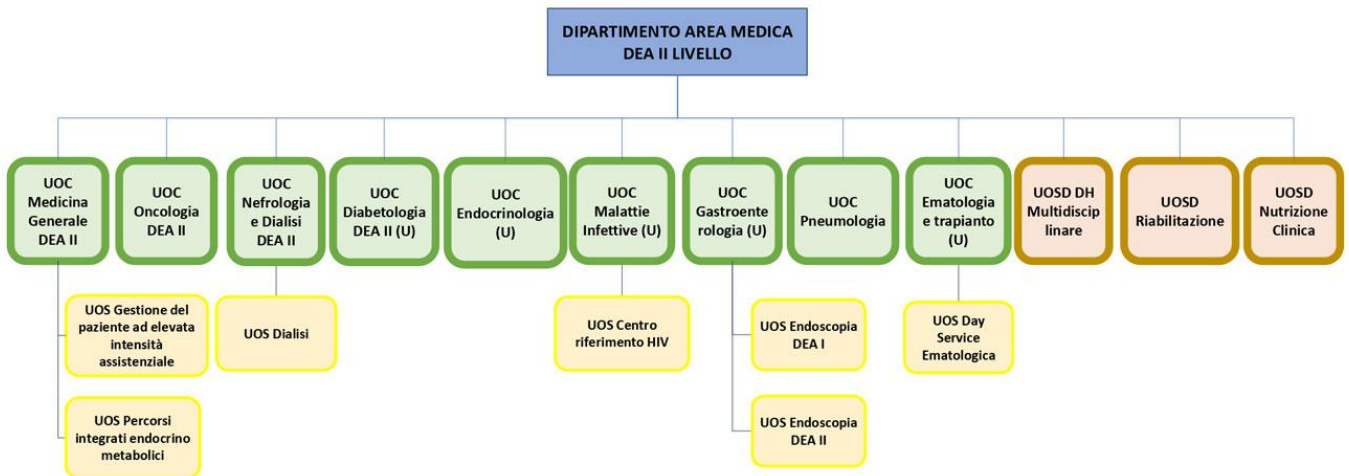 DIPARTIMENTO AREA MEDICA
DEA II LIVELLO
UOC
Medicina
Generale
DEA II
UOC
Oncologia
DEA II
UOC
Nefrologia
e Dialisi
DEA II
UOC
Diabetologia
DEA II (U)
UOC
Endocrinologia
(U)
UOC
Malattie
Infettive (U)
UOC
Gastroente
rologia (U)
UOC
Pneumologia
UOC
Ematologia
e trapianto
(U)
UOSD DH
Multidiscip
linare
UOSD
Riabilitazione
UOSD
Nutrizione
Clinica
UOS Gestione del
paziente ad elevata
intensità
assistenziale
UOS Dialisi
UOS Centro
riferimento HIV
UOS Endoscopia
DEA I
UOS Day
Service
Ematologica
UOS Percorsi
integrati endocrino
metabolici
UOS Endoscopia
DEA II